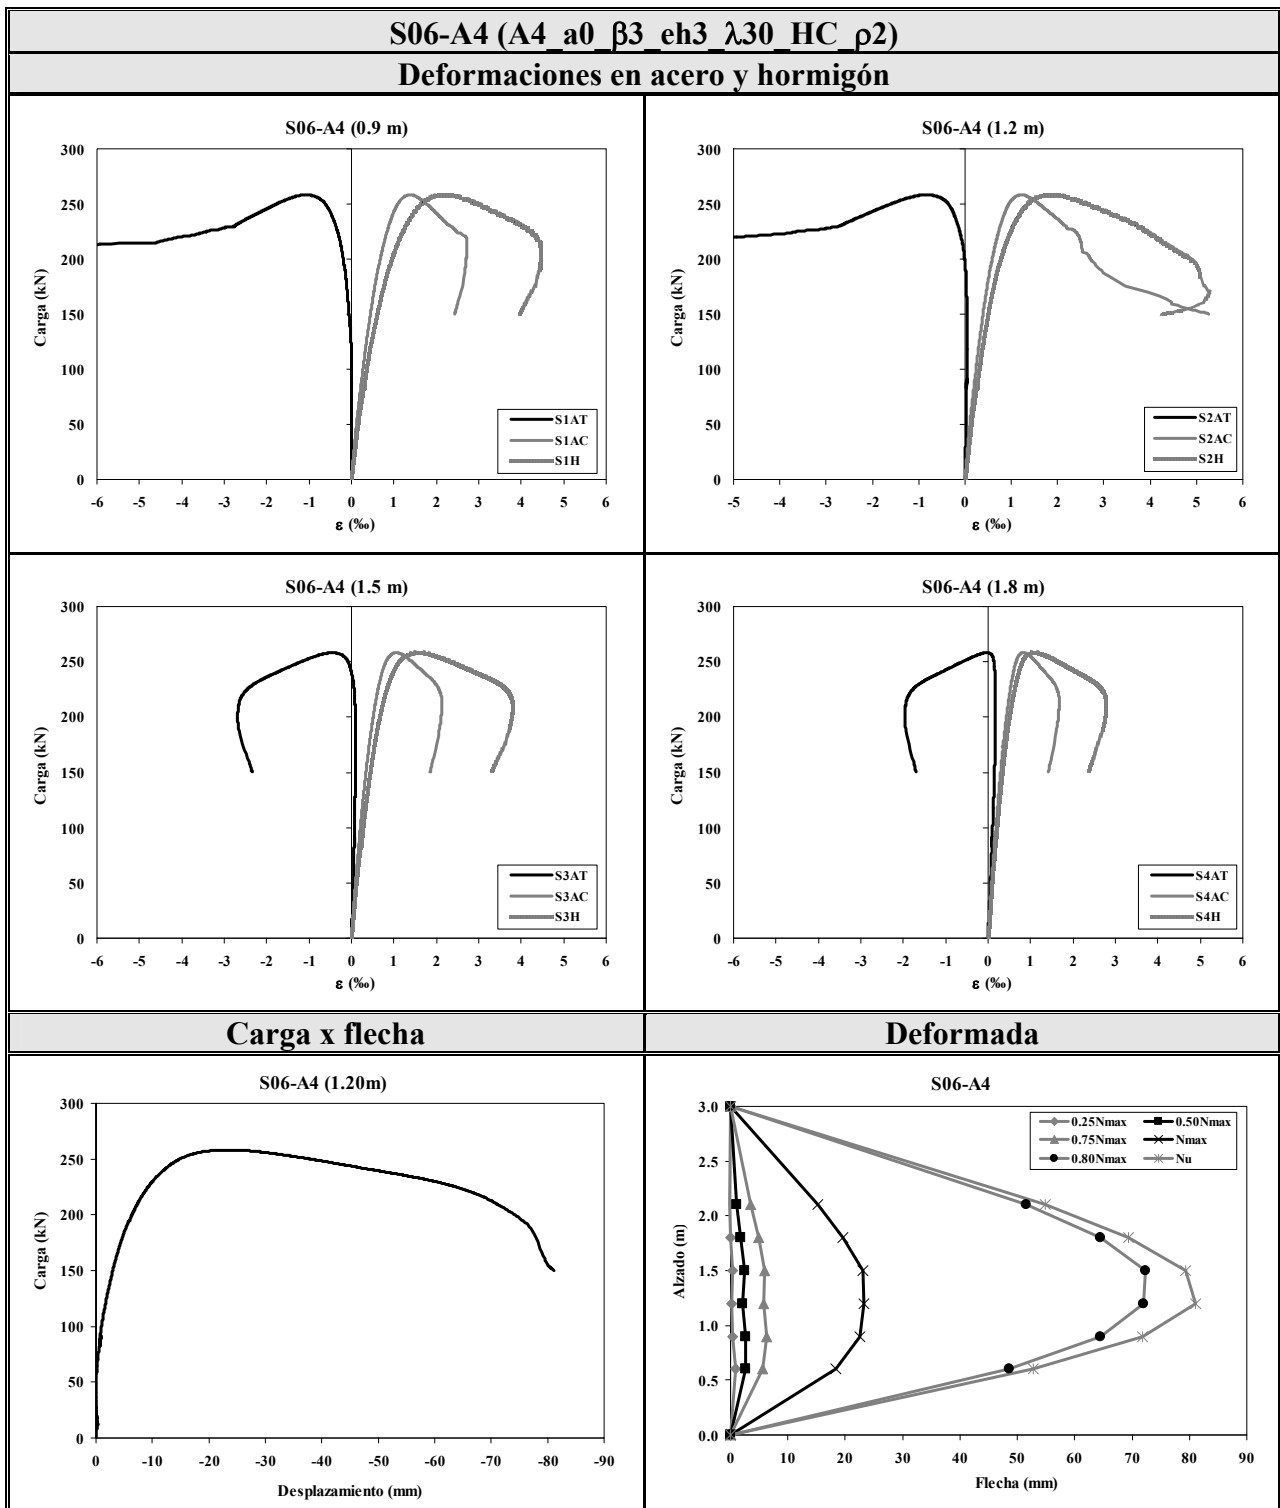 S06-A4 (A4_a0_β3_eh3_λ30_HC_ρ2)
Deformaciones en acero y hormigón
S06-A4 (0.9 m)
300
250
200
150
100
50
0
Carga (kN)
-6 -5 -4 -3 -2 -1 0 1 2 3 4 5 6
ε (‰)
S1AT
S1AC
S1H
S06-A4 (1.2 m)
300
250
200
150
100
50
0
Carga (kN)
-5 -4 -3 -2 -1 0 1 2 3 4 5 6
ε (‰)
S2AT
S2AC
S2H
S06-A4 (1.5 m)
300
250
200
150
100
50
0
Carga (kN)
-6 -5 -4 -3 -2 -1 0 1 2 3 4 5 6
ε (‰)
S3AT
S3AC
S3H
S06-A4 (1.8 m)
300
250
200
150
100
50
0
Carga (kN)
-6 -5 -4 -3 -2 -1 0 1 2 3 4 5 6
ε (‰)
S4AT
S4AC
S4H
Carga x flecha
Deformada
S06-A4 (1.20m)
300
250
200
150
100
50
0
Carga (kN)
0 -10 -20 -30 -40 -50 -60 -70 -80 -90
Desplazamiento (mm)
S06-A4
3.0
2.5
2.0
1.5
1.0
0.5
0.0
Alzado (m)
0 10 20 30 40 50 60 70 80 90
Flecha (mm)
0.25Nmax 0.50Nmax
0.75Nmax Nmax
0.80Nmax Nu